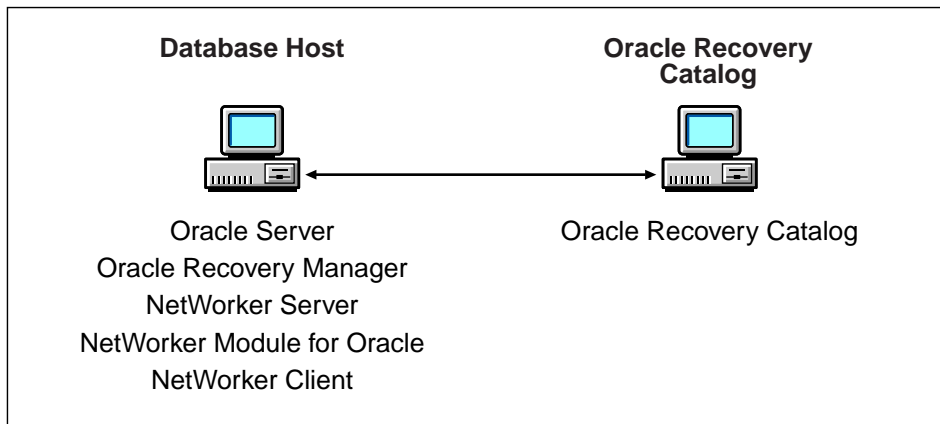 Database Host
Oracle Recovery
Catalog
Oracle Server
Oracle Recovery Manager
NetWorker Server
NetWorker Module for Oracle
NetWorker Client
Oracle Recovery Catalog